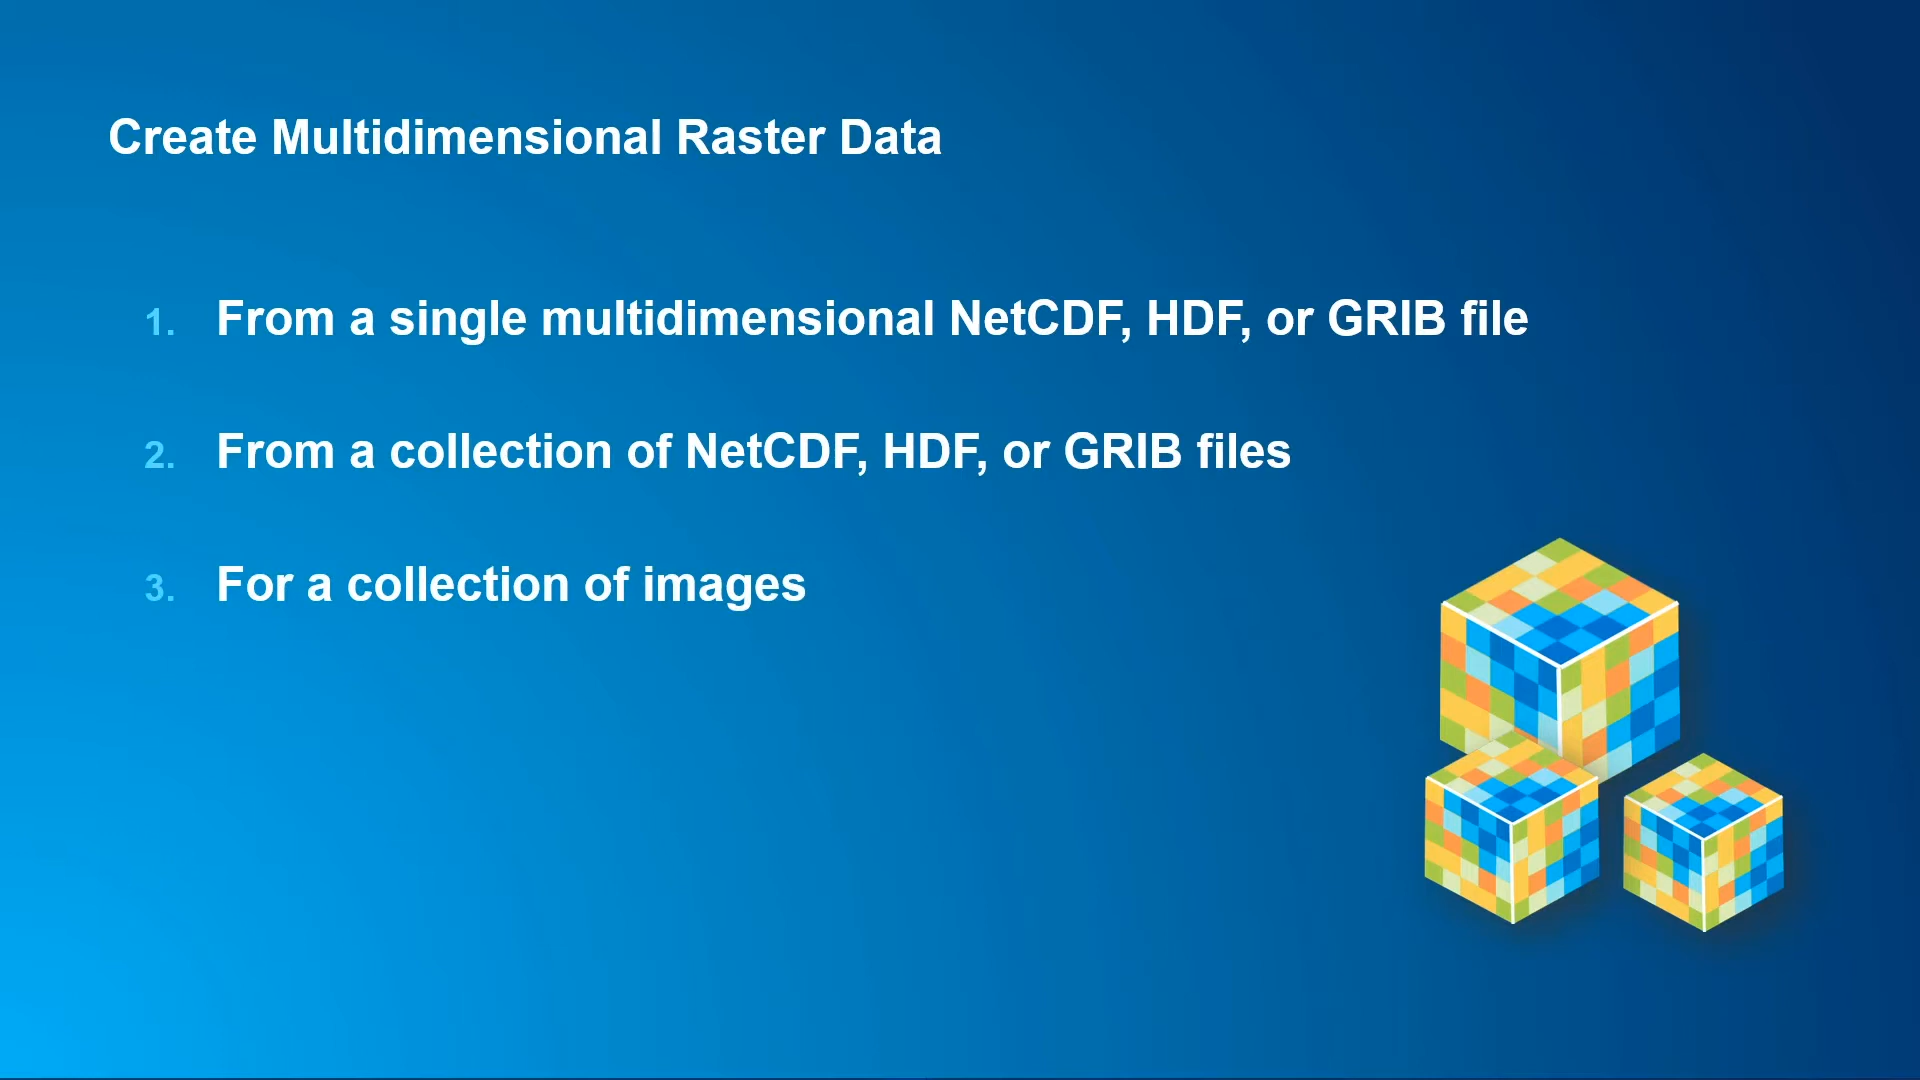 Create Multidimensional Raster Data
1. From a single multidimensional NetCDF, HDF, or GRIB file
2. From a collection of NetCDF, HDF, or GRIB files
3. For a collection of images